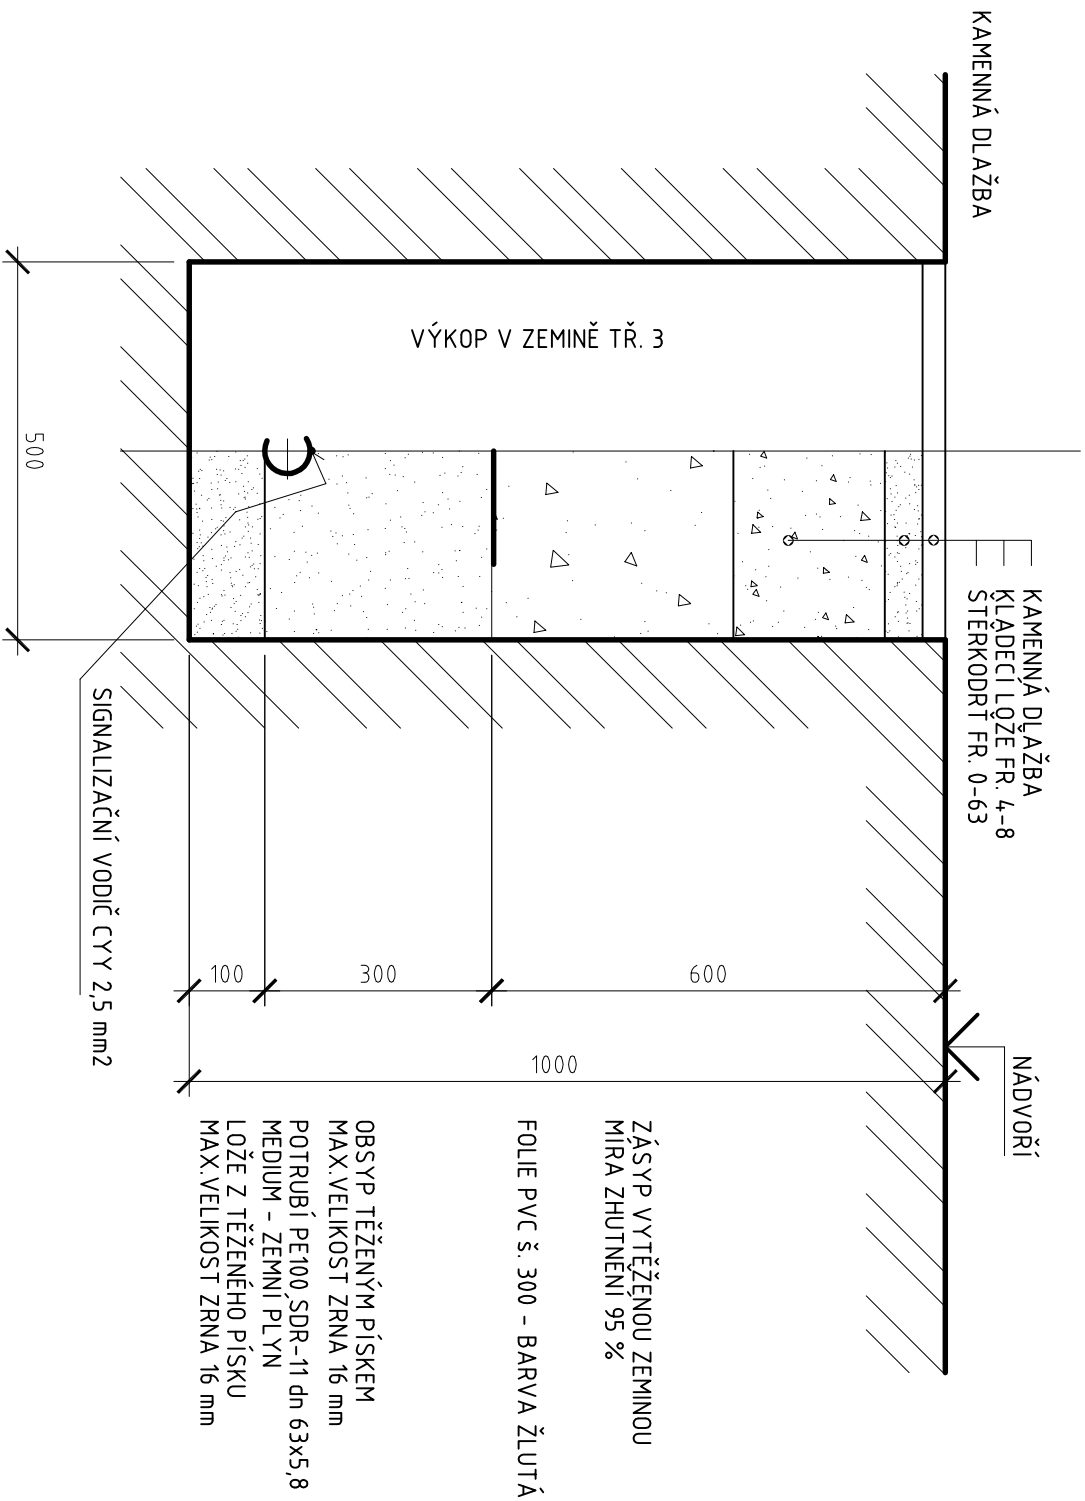 KAMENNÁ DLAŽBA
VÝKOP V ZEMINĚ TŘ. 3
500
KAMENNÁ DLAŽBA
KLÁDECÍ LOŽE FR. 4-8
ŠTERKODRŤ FR. 0-63
SIGNALIZAČNÍ VODIČ CYY 2,5 mm2
100
300
600
1000
NÁDVOŘÍ
ZÁSYP VYTĚŽENOU ZEMINOU
MÍRA ZHUTNĚNÍ 95 %
FOLIE PVC š. 300 - BARVA ŽLUTÁ
OBSYP TĚŽENÝM PÍSKEM
MAX.VELIKOST ZRNA 16 mm
POTRUBÍ PE100 SDR-11 dn 63x5,8
MEDIUM - ZEMNÍ PLYN
LOŽE Z TĚŽENÉHO PÍSKU
MAX.VELIKOST ZRNA 16 mm